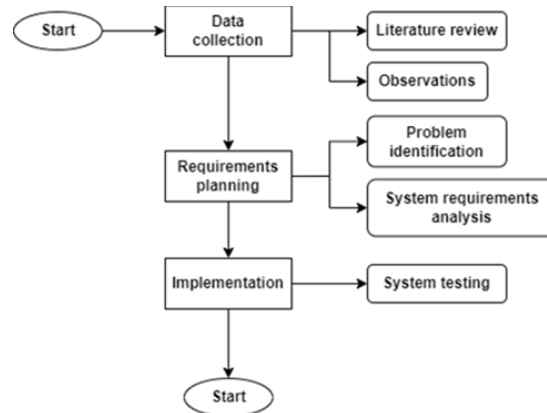 Start
Data
collection
Literature review
Observations
Requirements
planning
Problem
identification
System requirements
analysis
Implementation
System testing
Start